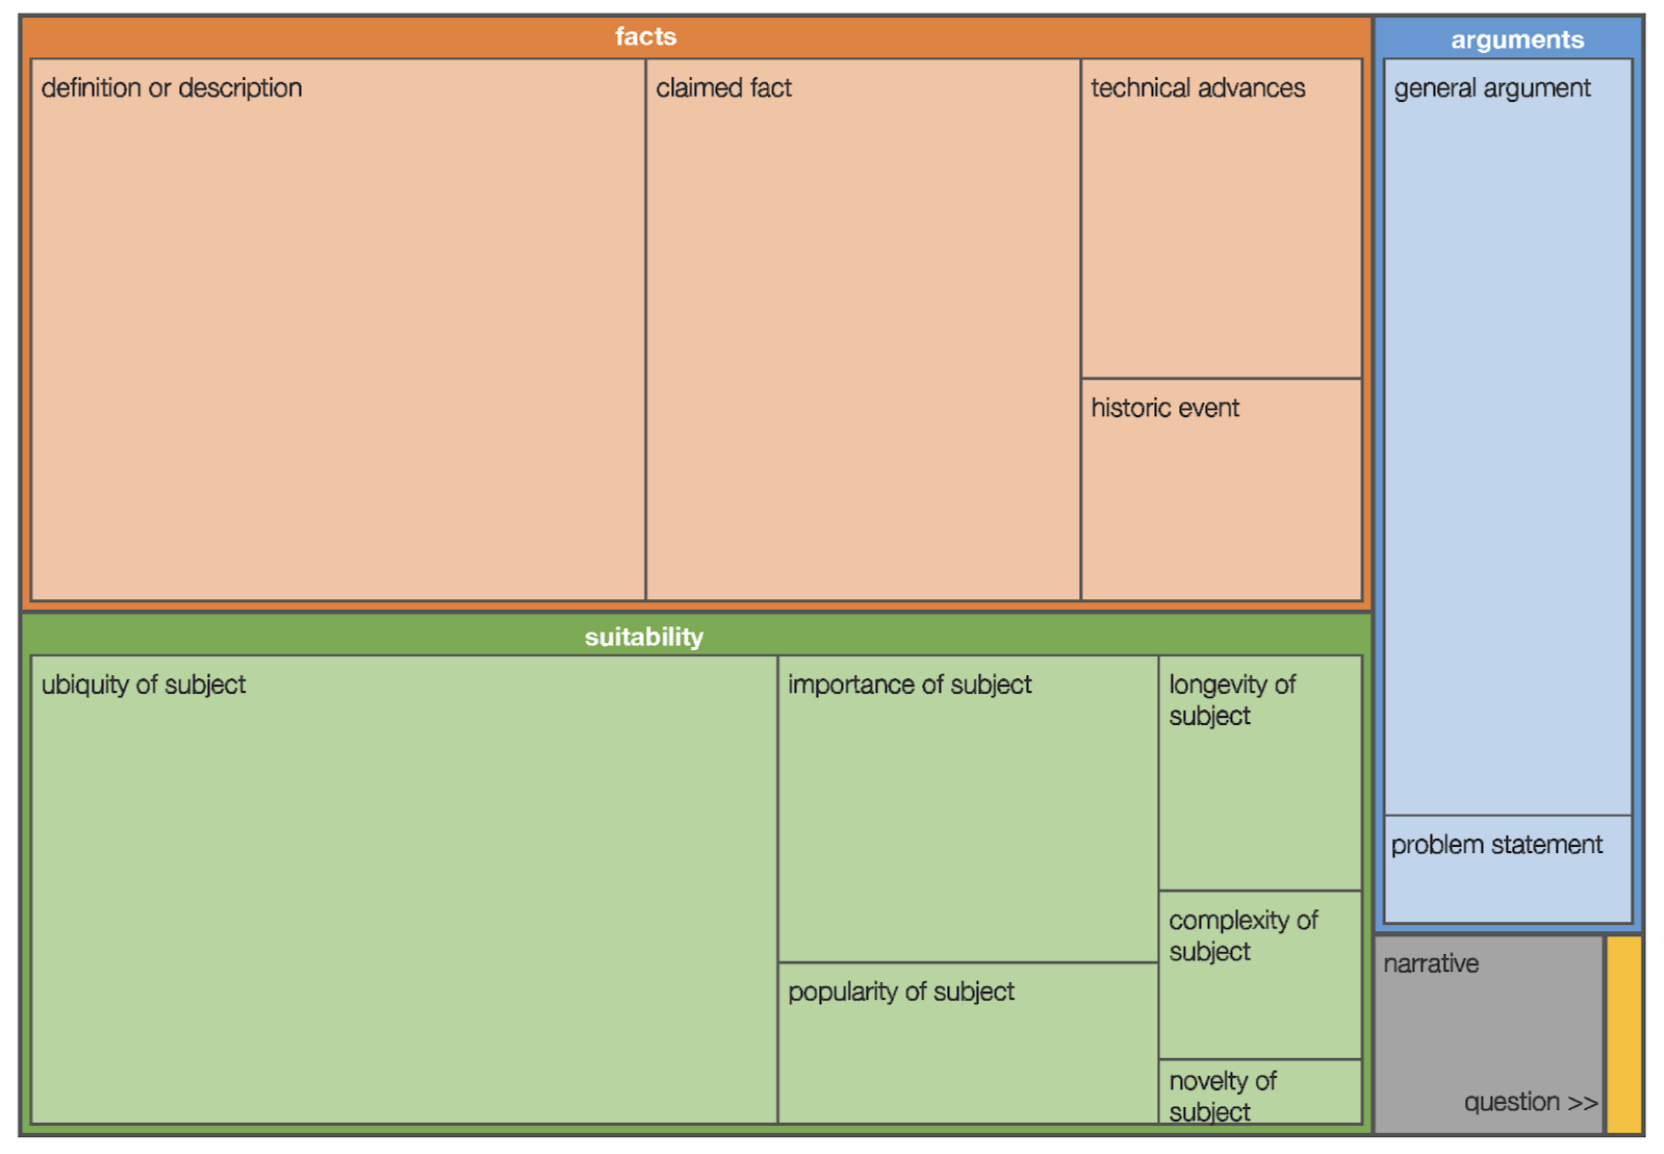 facts
definition or description
claimed fact
technical advances
historic event
arguments
general argument
problem statement
suitability
ubiquity of subject
importance of subject
popularity of subject
longevity of
subject
complexity of
subject
novelty of
subject
narrative
question >>